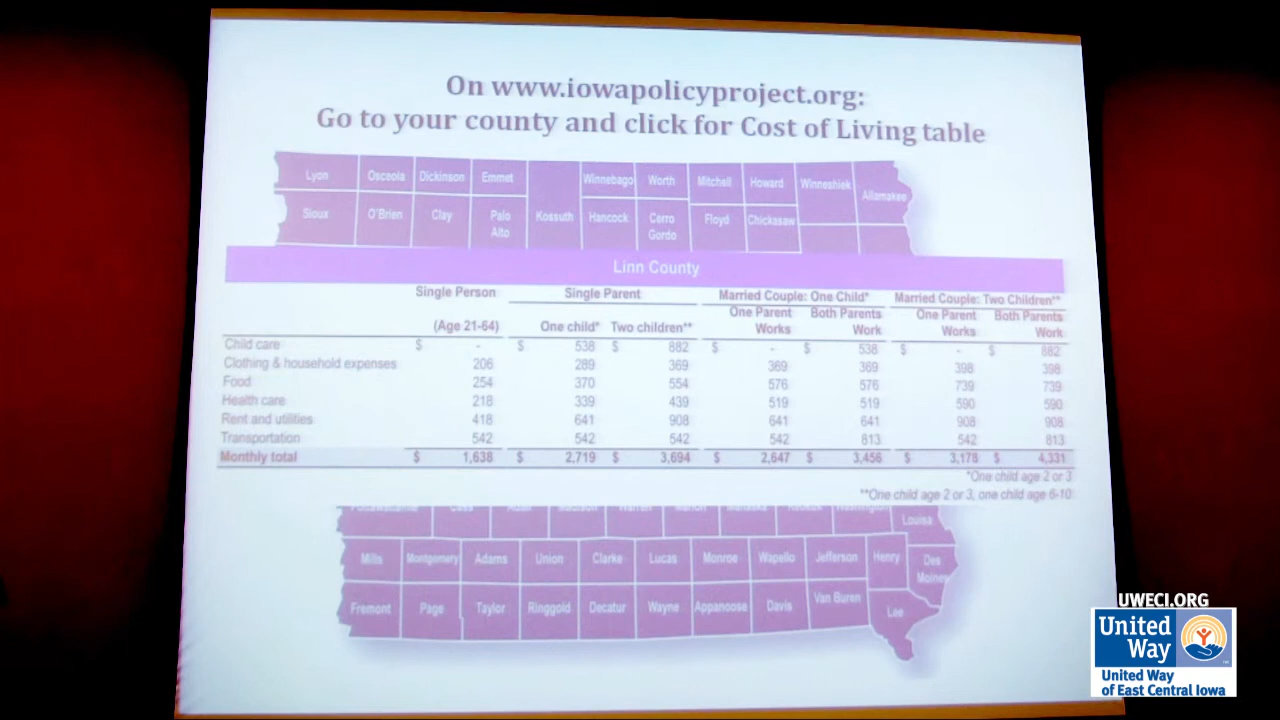 On www.iowapolicyproject.org:
Go to your county and click for Cost of Living table
Lyon Osceola Dickinson Emmet Winnebago Worth Mitchell Howard Winneshiek Allamakee
Sioux O'Brien Clay Palo Alto Kossuth Hancock Cerro Gordo Floyd Chickasaw
Linn County
Single Person Single Parent Married Couple: One Child* Married Couple: Two Children**
(Age 21-64) One child* Two children** One Parent Works Both Parents Work One Parent Works Both Parents Work
Child care $ - $ 538 $ 882 $ - $ 538 $ - $ 882
Clothing & household expenses 206 289 369 369 369 398 398
Food 254 370 554 576 576 739 739
Health care 218 339 439 519 519 590 590
Rent and utilities 418 641 908 641 641 908 908
Transportation 542 542 542 542 813 542 813
Monthly total $ 1,638 $ 2,719 $ 3,694 $ 2,647 $ 3,456 $ 3,178 $ 4,331
*One child age 2 or 3
**One child age 2 or 3, one child age 6-10
Louisa
Mills Montgomery Adams Union Clarke Lucas Monroe Wapello Jefferson Henry Des Moines
Fremont Page Taylor Ringgold Decatur Wayne Appanoose Davis Van Buren Lee
UWECI.ORG
United
Way
United Way
of East Central Iowa